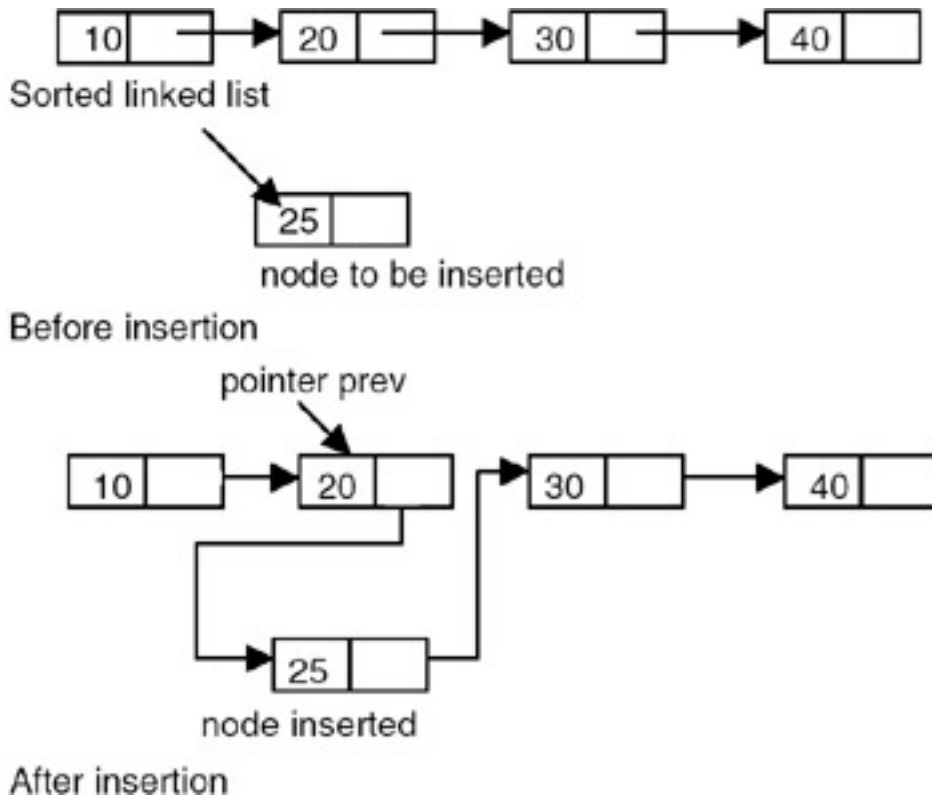 10 20 30 40
Sorted linked list
25
node to be inserted
Before insertion
pointer prev
10 20 30 40
25
node inserted
After insertion